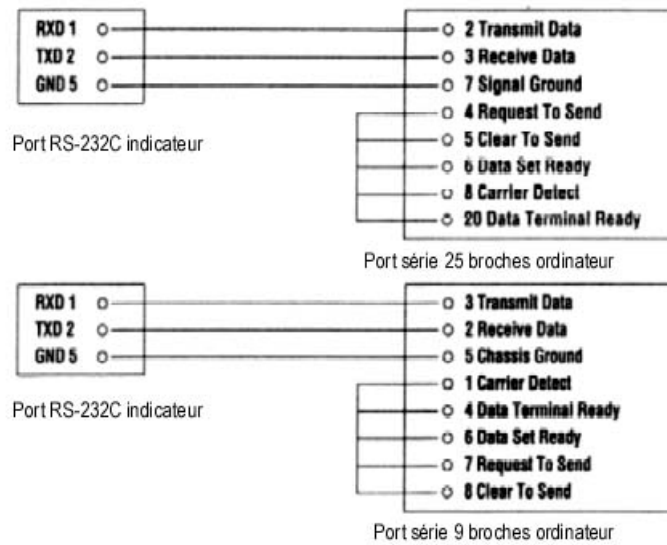 RXD 1 2 Transmit Data
TXD 2 3 Receive Data
GND 5 7 Signal Ground
4 Request To Send
Port RS-232C indicateur
5 Clear To Send
6 Data Set Ready
8 Carrier Detect
20 Data Terminal Ready
Port série 25 broches ordinateur
RXD 1 3 Transmit Data
TXD 2 2 Receive Data
GND 5 5 Chassis Ground
1 Carrier Detect
Port RS-232C indicateur
4 Data Terminal Ready
6 Data Set Ready
7 Request To Send
8 Clear To Send
Port série 9 broches ordinateur